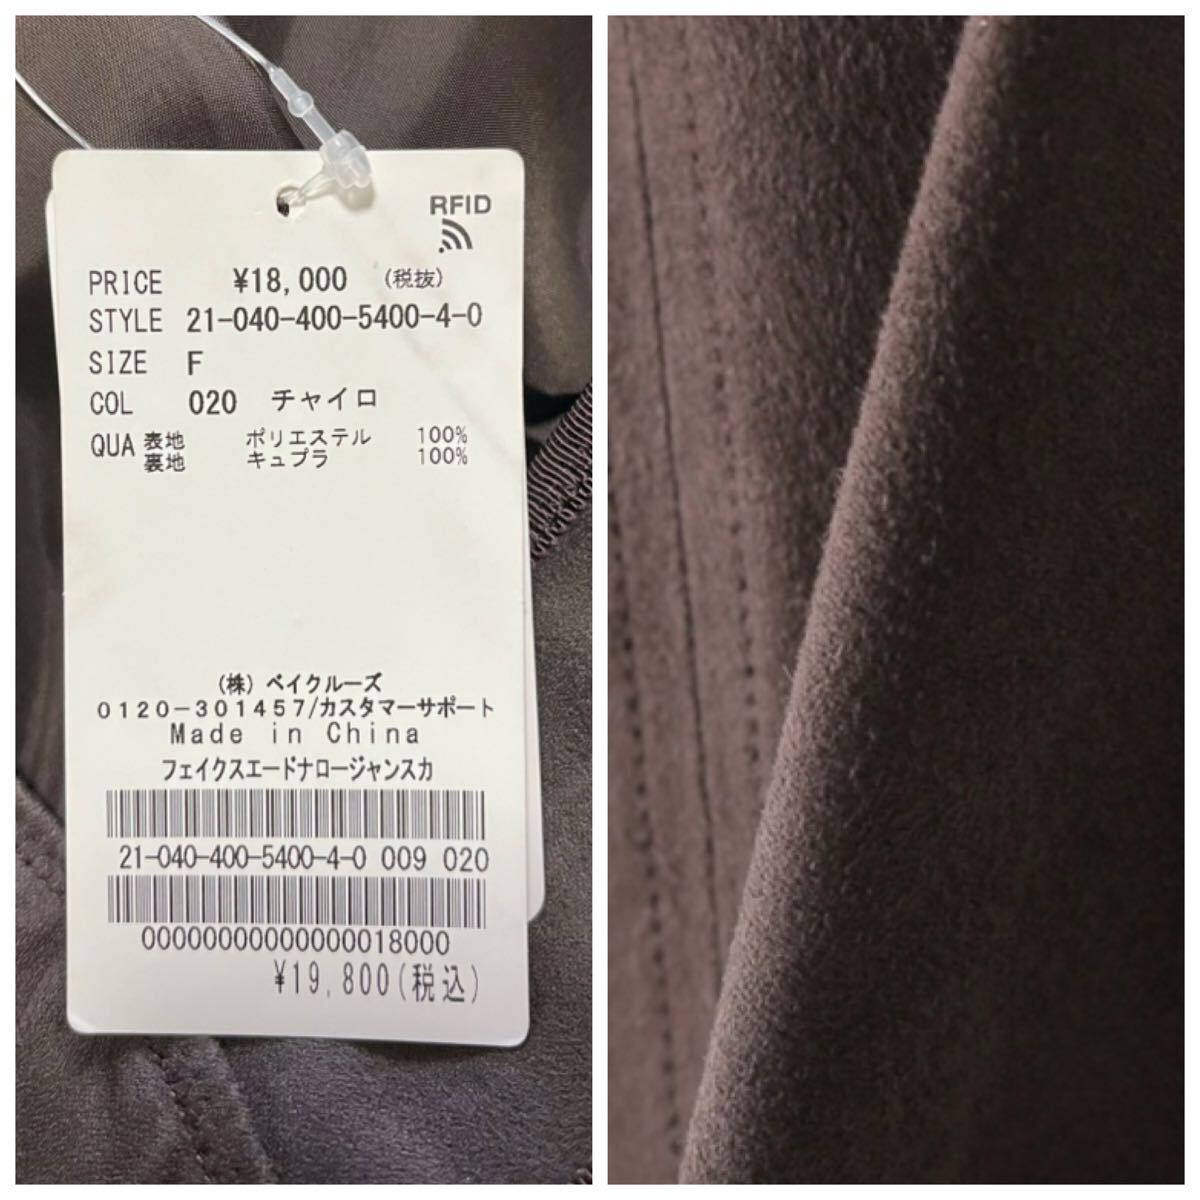 RFID
PRICE ¥18,000 (税抜)
STYLE 21-040-400-5400-4-0
SIZE F
COL 020 チャイロ
QUA 表地 ポリエステル 100%
裏地 キュプラ 100%
(株)ベイクルーズ
0120-301457/カスタマーサポート
Made in China
フェイクスエードナロージャンスカ
21-040-400-5400-4-0 009 020
0000000000000018000
¥19,800(税込)